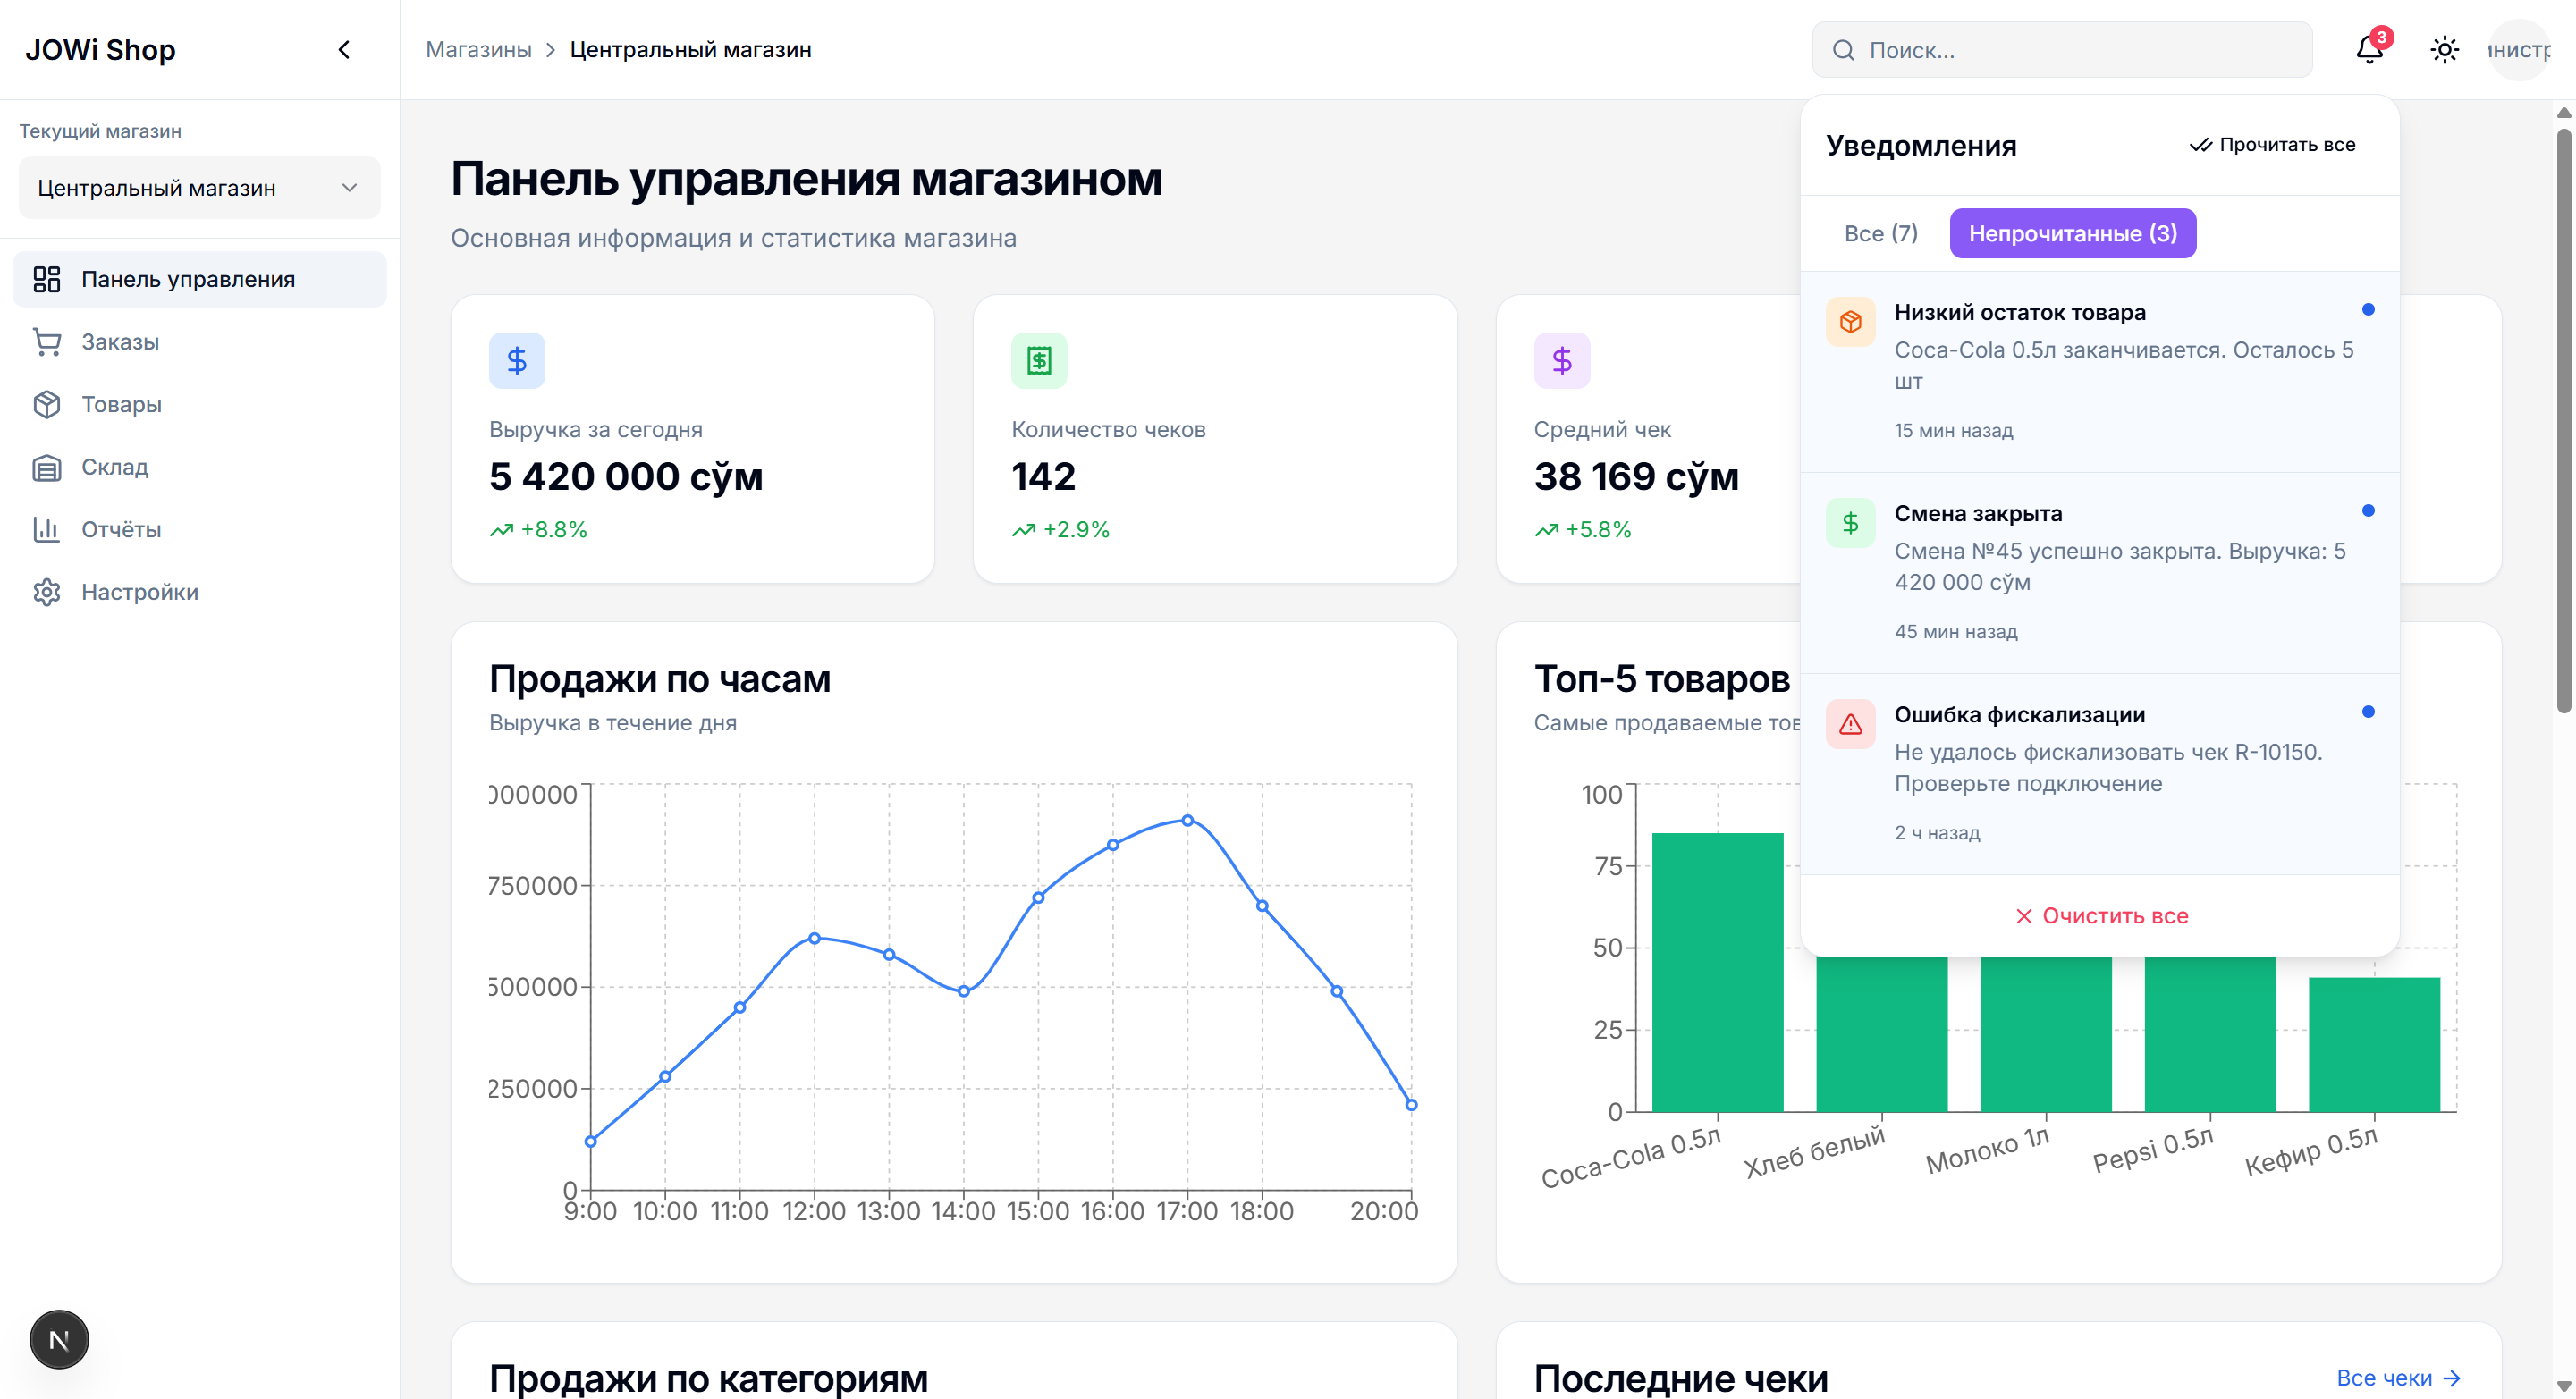 JOWi Shop
Магазины > Центральный магазин
Поиск...
3
Текущий магазин
Центральный магазин
Панель управления
Заказы
Товары
Склад
Отчёты
Настройки
N
Панель управления магазином
Основная информация и статистика магазина
Выручка за сегодня
5 420 000 сўм
+8.8%
Количество чеков
142
+2.9%
Средний чек
38 169 сўм
+5.8%
Уведомления
Прочитать все
Все (7)
Непрочитанные (3)
Низкий остаток товара
Coca-Cola 0.5л заканчивается. Осталось 5
шт
15 мин назад
Смена закрыта
Смена №45 успешно закрыта. Выручка: 5
420 000 сўм
45 мин назад
Ошибка фискализации
Не удалось фискализовать чек R-10150.
Проверьте подключение
2 ч назад
Очистить все
Продажи по часам
Выручка в течение дня
750000
500000
250000
0
9:00 10:00 11:00 12:00 13:00 14:00 15:00 16:00 17:00 18:00 20:00
Топ-5 товаров
Самые продаваемые
100
75
50
25
0
Coca-Cola 0.5л
Хлеб белый
Молоко 1л
Pepsi 0.5л
Кефир 0.5л
Продажи по категориям
Последние чеки
Все чеки